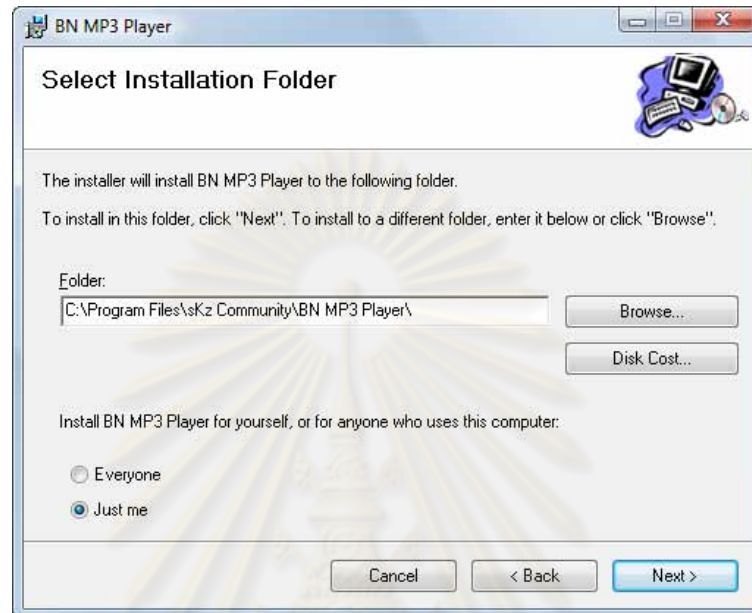 BN MP3 Player
Select Installation Folder
The installer will install BN MP3 Player to the following folder.
To install in this folder, click "Next". To install to a different folder, enter it below or click "Browse".
Folder:
C:\Program Files\sKz Community\BN MP3 Player\
Browse...
Disk Cost...
Install BN MP3 Player for yourself, or for anyone who uses this computer:
Everyone
Just me
Cancel
< Back
Next >